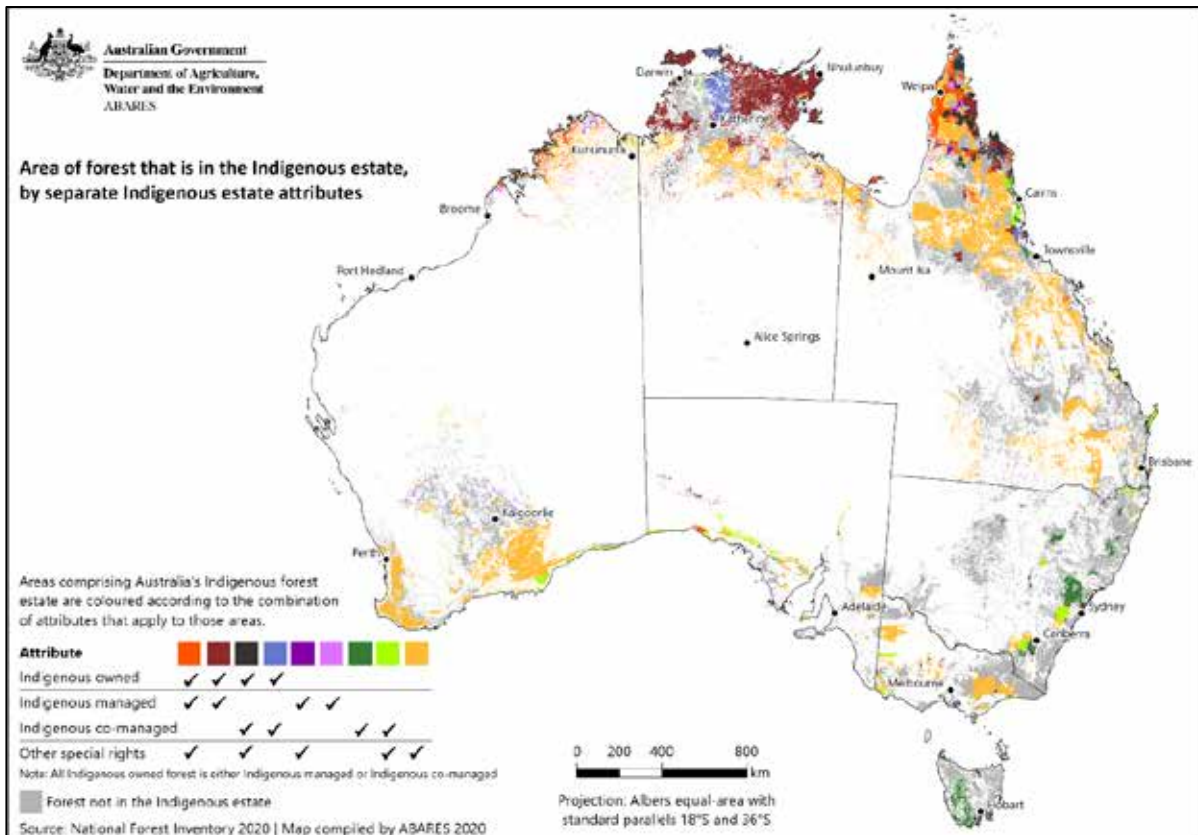 Australian Government
Department of Agriculture,
Water and the Environment
ABARES
Area of forest that is in the Indigenous estate,
by separate Indigenous estate attributes
Darwin
Nhulunbuy
Weipa
Katherine
Kununurra
Cairns
Broome
Townsville
Port Hedland
Mount Isa
Alice Springs
Brisbane
Kalgoorlie
Perth
Adelaide
Sydney
Canberra
Melbourne
Hobart
Areas comprising Australia's Indigenous forest
estate are coloured according to the combination
of attributes that apply to those areas.
Attribute
Indigenous owned ✓ ✓ ✓ ✓
Indigenous managed ✓ ✓ ✓ ✓
Indigenous co-managed ✓ ✓ ✓ ✓
Other special rights ✓ ✓ ✓ ✓ ✓
Note: All Indigenous owned forest is either Indigenous managed or Indigenous co-managed
Forest not in the Indigenous estate
Source: National Forest Inventory 2020 | Map compiled by ABARES 2020
0 200 400 800
km
Projection: Albers equal-area with
standard parallels 18°S and 36°S